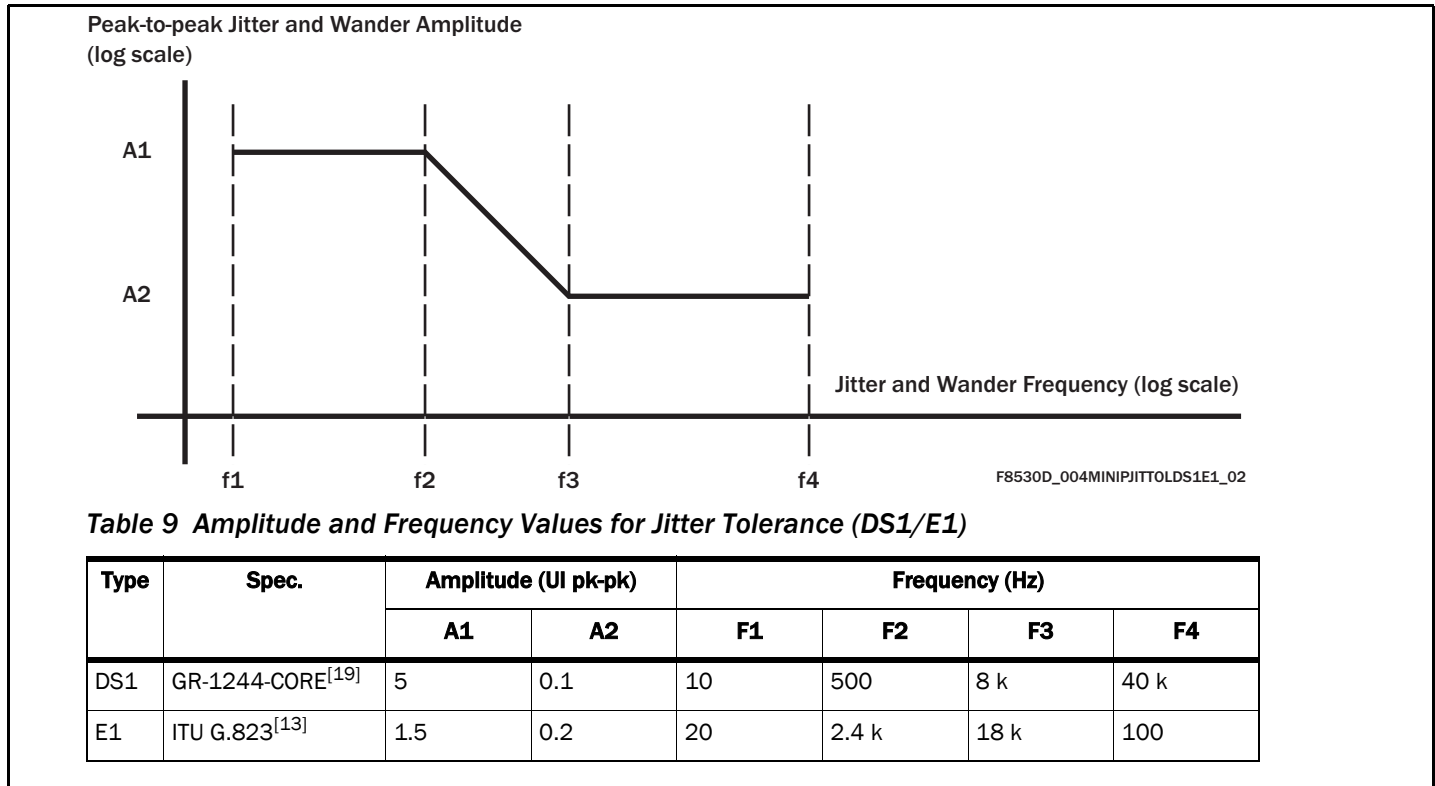 Peak-to-peak Jitter and Wander Amplitude
(log scale)
A1
A2
Jitter and Wander Frequency (log scale)
f1 f2 f3 f4
F8530D_004MINIPJITTOLDS1E1_02
Table 9 Amplitude and Frequency Values for Jitter Tolerance (DS1/E1)
Type Spec. Amplitude (UI pk-pk) Frequency (Hz)
A1 A2 F1 F2 F3 F4
DS1 GR-1244-CORE[19] 5 0.1 10 500 8 k 40 k
E1 ITU G.823[13] 1.5 0.2 20 2.4 k 18 k 100